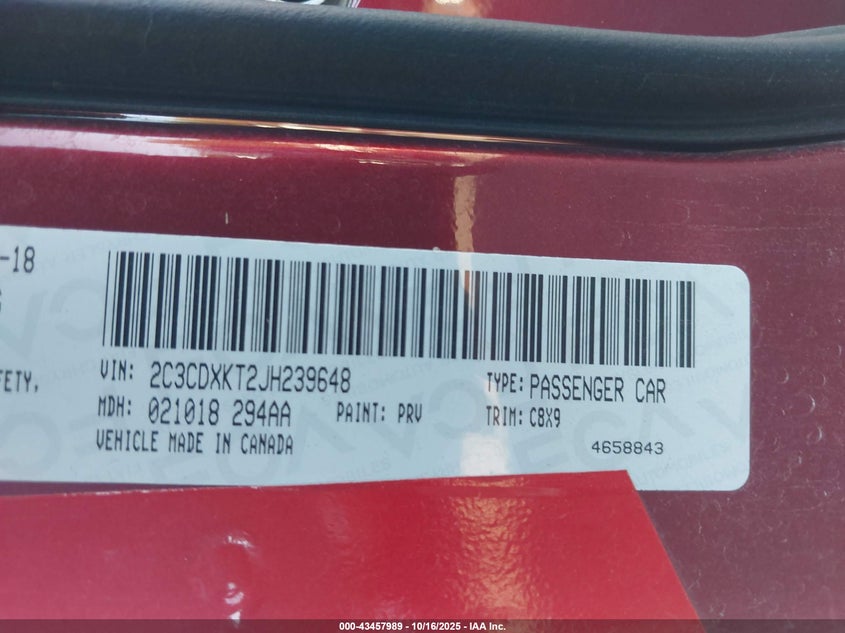 -18
FETY,
VIN: 2C3CDXKT2JH239648 TYPE: PASSENGER CAR
MDH: 021018 294AA PAINT: PRV TRIM: C8X9
VEHICLE MADE IN CANADA 4658843
000-43457989 - 10/16/2025 - IAA Inc.